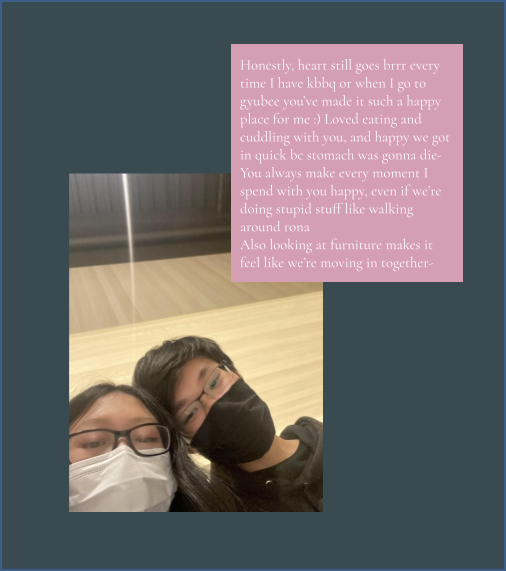 Honestly, heart still goes brrr every
time I have kbbq or when I go to
gyubee you've made it such a happy
place for me :) Loved eating and
cuddling with you, and happy we got
in quick bc stomach was gonna die~
You always make every moment I
spend with you happy, even if we're
doing stupid stuff like walking
around rona
Also looking at furniture makes it
feel like we're moving in together~